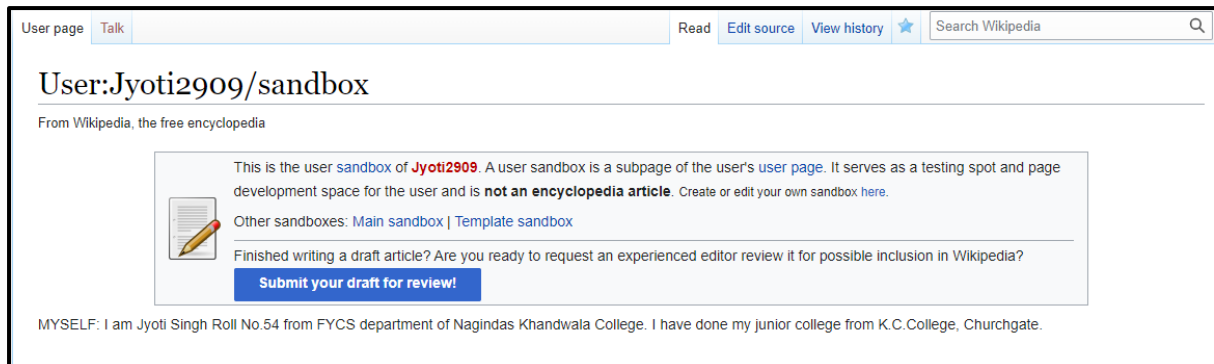 User page Talk Read Edit source View history Search Wikipedia
User:Jyoti2909/sandbox
From Wikipedia, the free encyclopedia
This is the user sandbox of Jyoti2909. A user sandbox is a subpage of the user's user page. It serves as a testing spot and page
development space for the user and is not an encyclopedia article. Create or edit your own sandbox here.
Other sandboxes: Main sandbox | Template sandbox
Finished writing a draft article? Are you ready to request an experienced editor review it for possible inclusion in Wikipedia?
Submit your draft for review!
MYSELF: I am Jyoti Singh Roll No.54 from FYCS department of Nagindas Khandwala College. I have done my junior college from K.C.College, Churchgate.